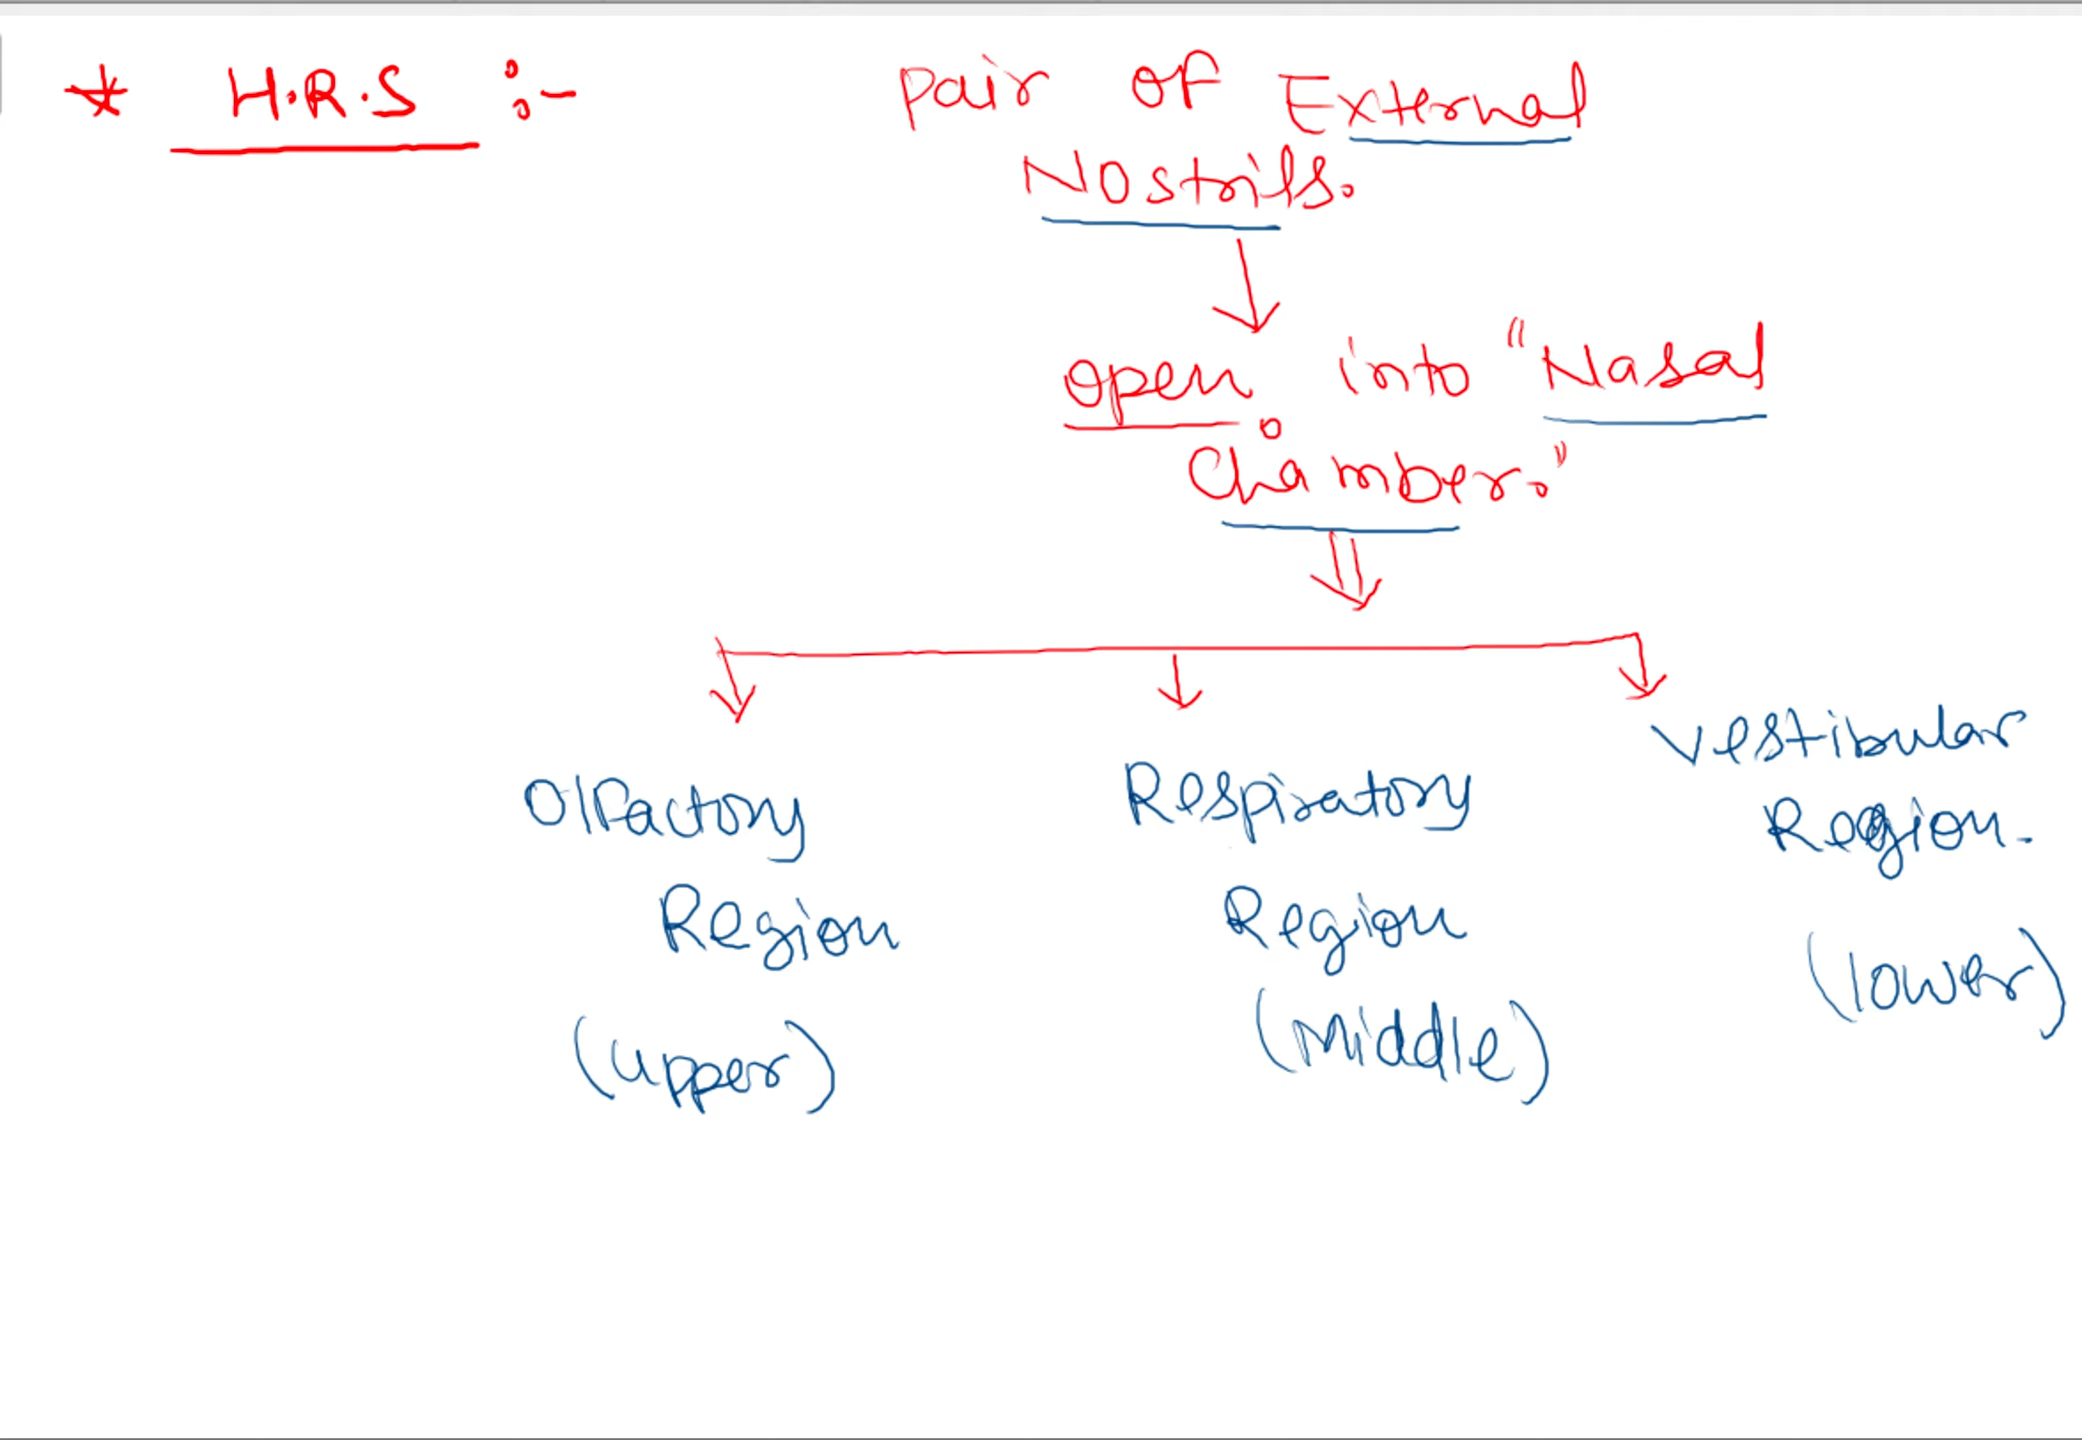 * H.R.S :-
Pair of External
Nostrils.
open into "Nasal
Chamber."
Olfactory
Region
(upper)
Respiratory
Region
(Middle)
Vestibular
Region.
(lower)